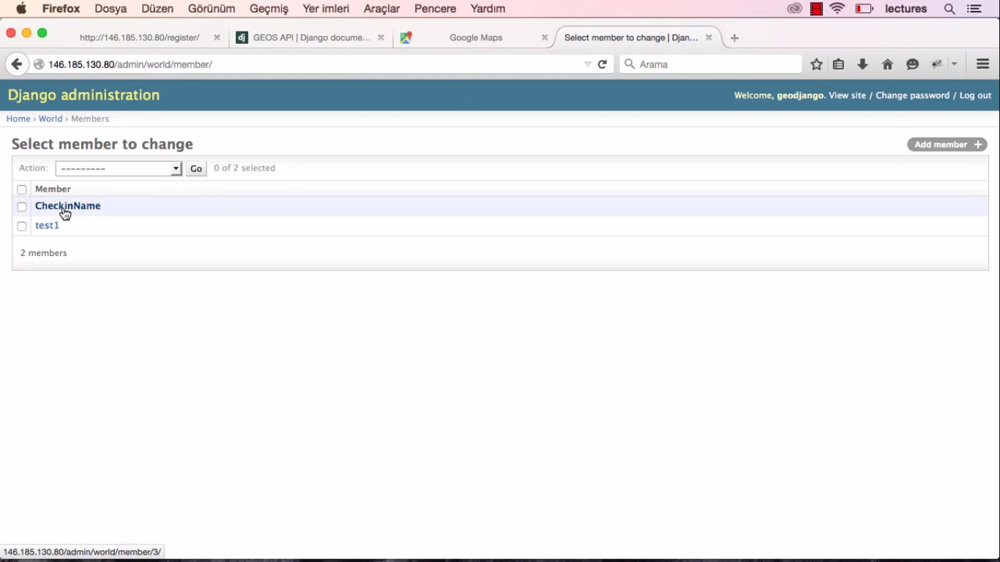 Firefox Dosya Düzen Görünüm Geçmiş Yer imleri Araçlar Pencere Yardım lectures
http://146.185.130.80/register/ dj GEOS API | Django docume... Google Maps Select member to change | Djan...
146.185.130.80/admin/world/member/ Arama
Django administration Welcome, geodjango. View site / Change password / Log out
Home › World › Members
Select member to change Add member +
Action: --------- Go 0 of 2 selected
Member
CheckinName
test1
2 members
146.185.130.80/admin/world/member/3/